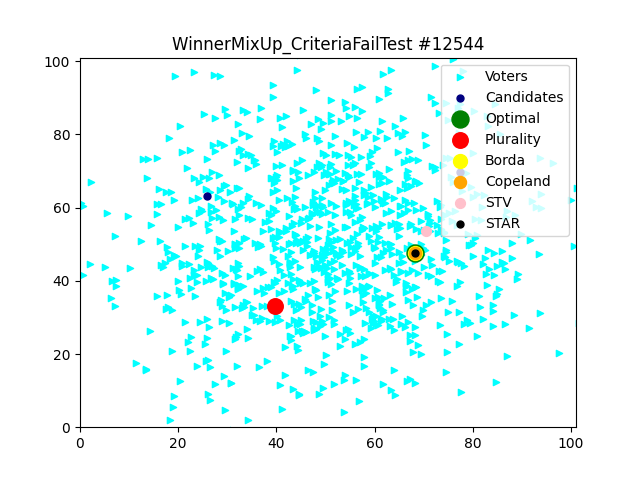 WinnerMixUp_CriteriaFailTest #12544
100
80
60
40
20
0
0
20
40
60
80
100
Voters
Candidates
Optimal
Plurality
Borda
Copeland
STV
STAR